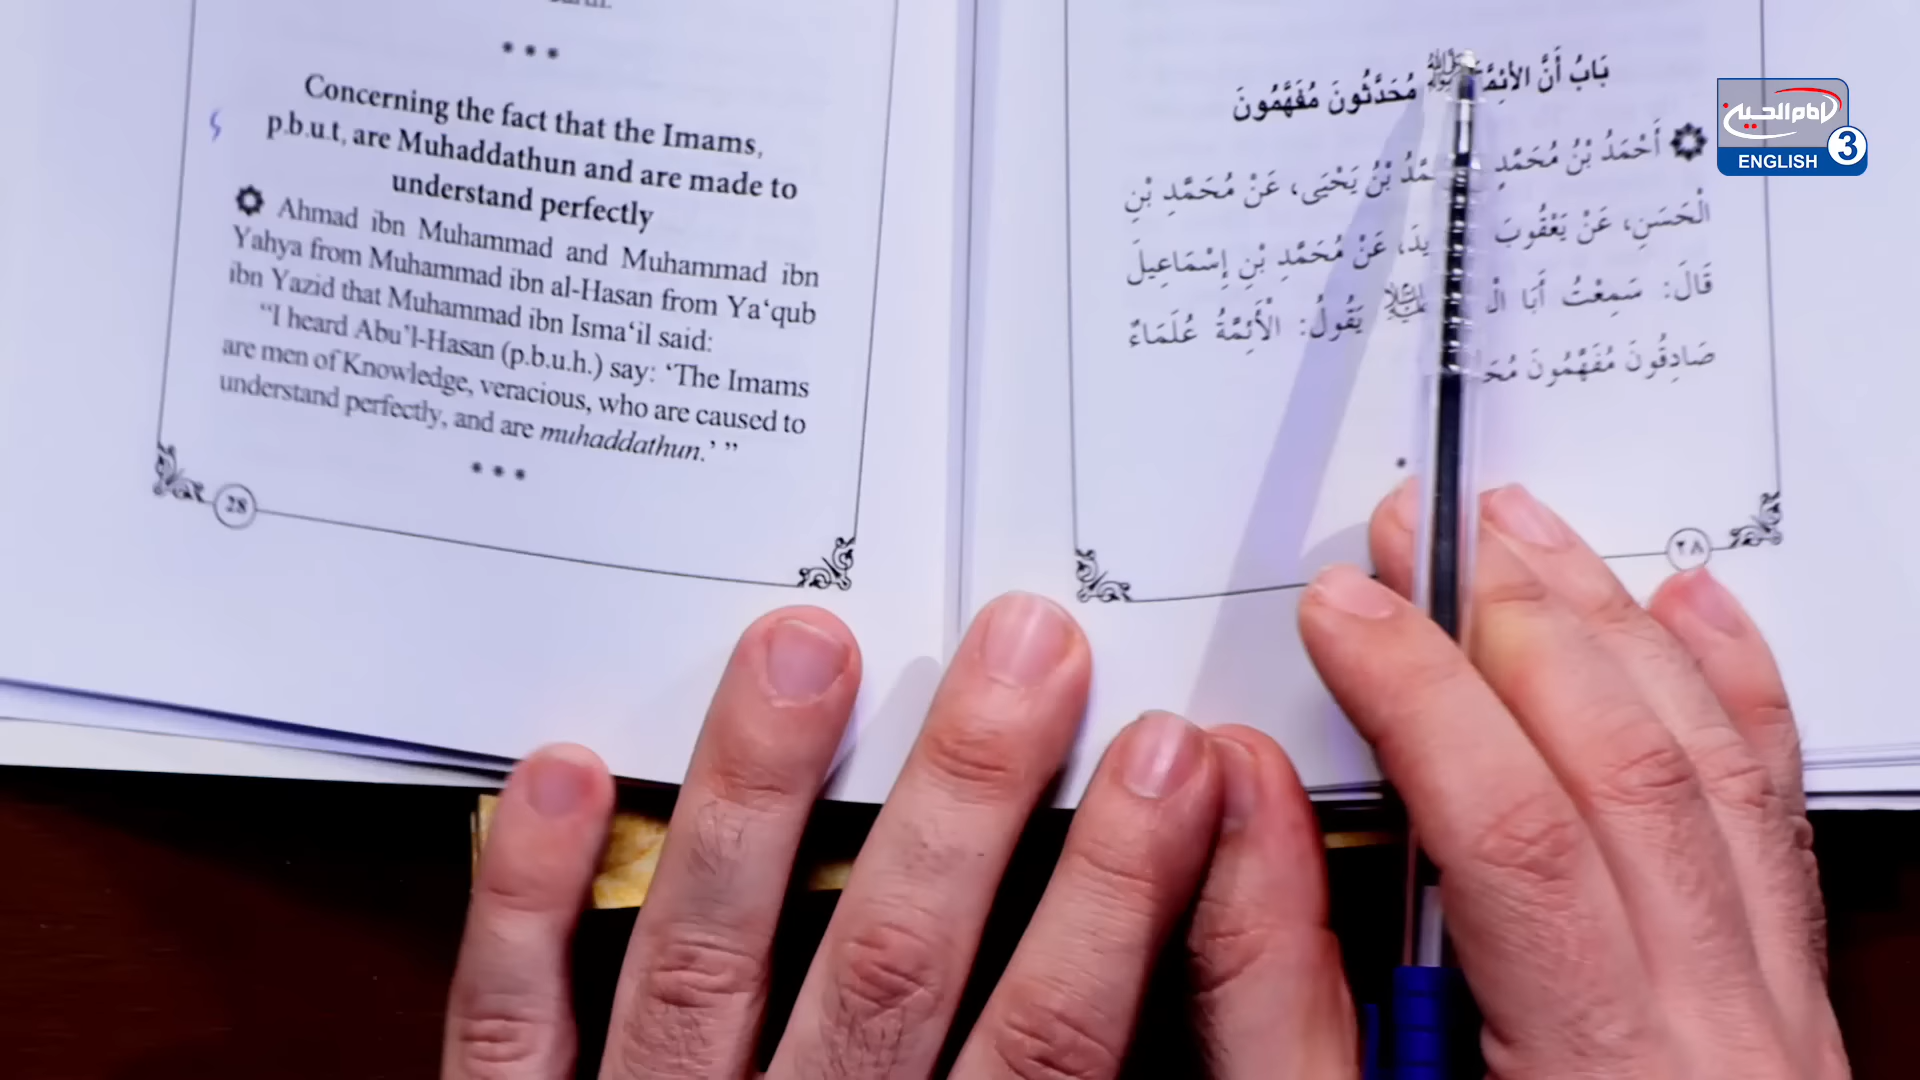 Concerning the fact that the Imams,
p.b.u.t, are Muhaddathun and are made to
understand perfectly
Ahmad ibn Muhammad and Muhammad ibn
Yahya from Muhammad ibn al-Hasan from Ya‘qub
ibn Yazid that Muhammad ibn Isma‘il said:
“I heard Abu’l-Hasan (p.b.u.h.) say: ‘The Imams
are men of Knowledge, veracious, who are caused to
understand perfectly, and are muhaddathun.’ ”
28
بَابُ أَنَّ مُحَدَّثُونَ مُفَهَّمُونَ
أَحْمَدُ بْنُ مُحَمَّدٍ بْنُ يَحْيَى، عَنْ مُحَمَّدِ بْنِ
الْحَسَنِ، عَنْ يَعْقُوبَ عَنْ مُحَمَّدِ بْنِ إِسْمَاعِيلَ
قَالَ: سَمِعْتُ أَبَا يَقُولُ: الْأَئِمَّةُ عُلَمَاءُ
صَادِقُونَ مُفَهَّمُونَ
٢٨
ENGLISH 3